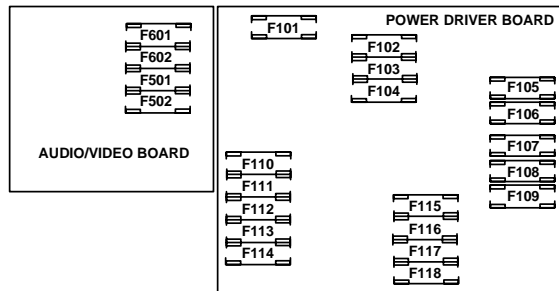 F601
F602
F501
F502
AUDIO/VIDEO BOARD
POWER DRIVER BOARD
F101
F102
F103
F104
F105
F106
F107
F108
F109
F110
F111
F112
F113
F114
F115
F116
F117
F118